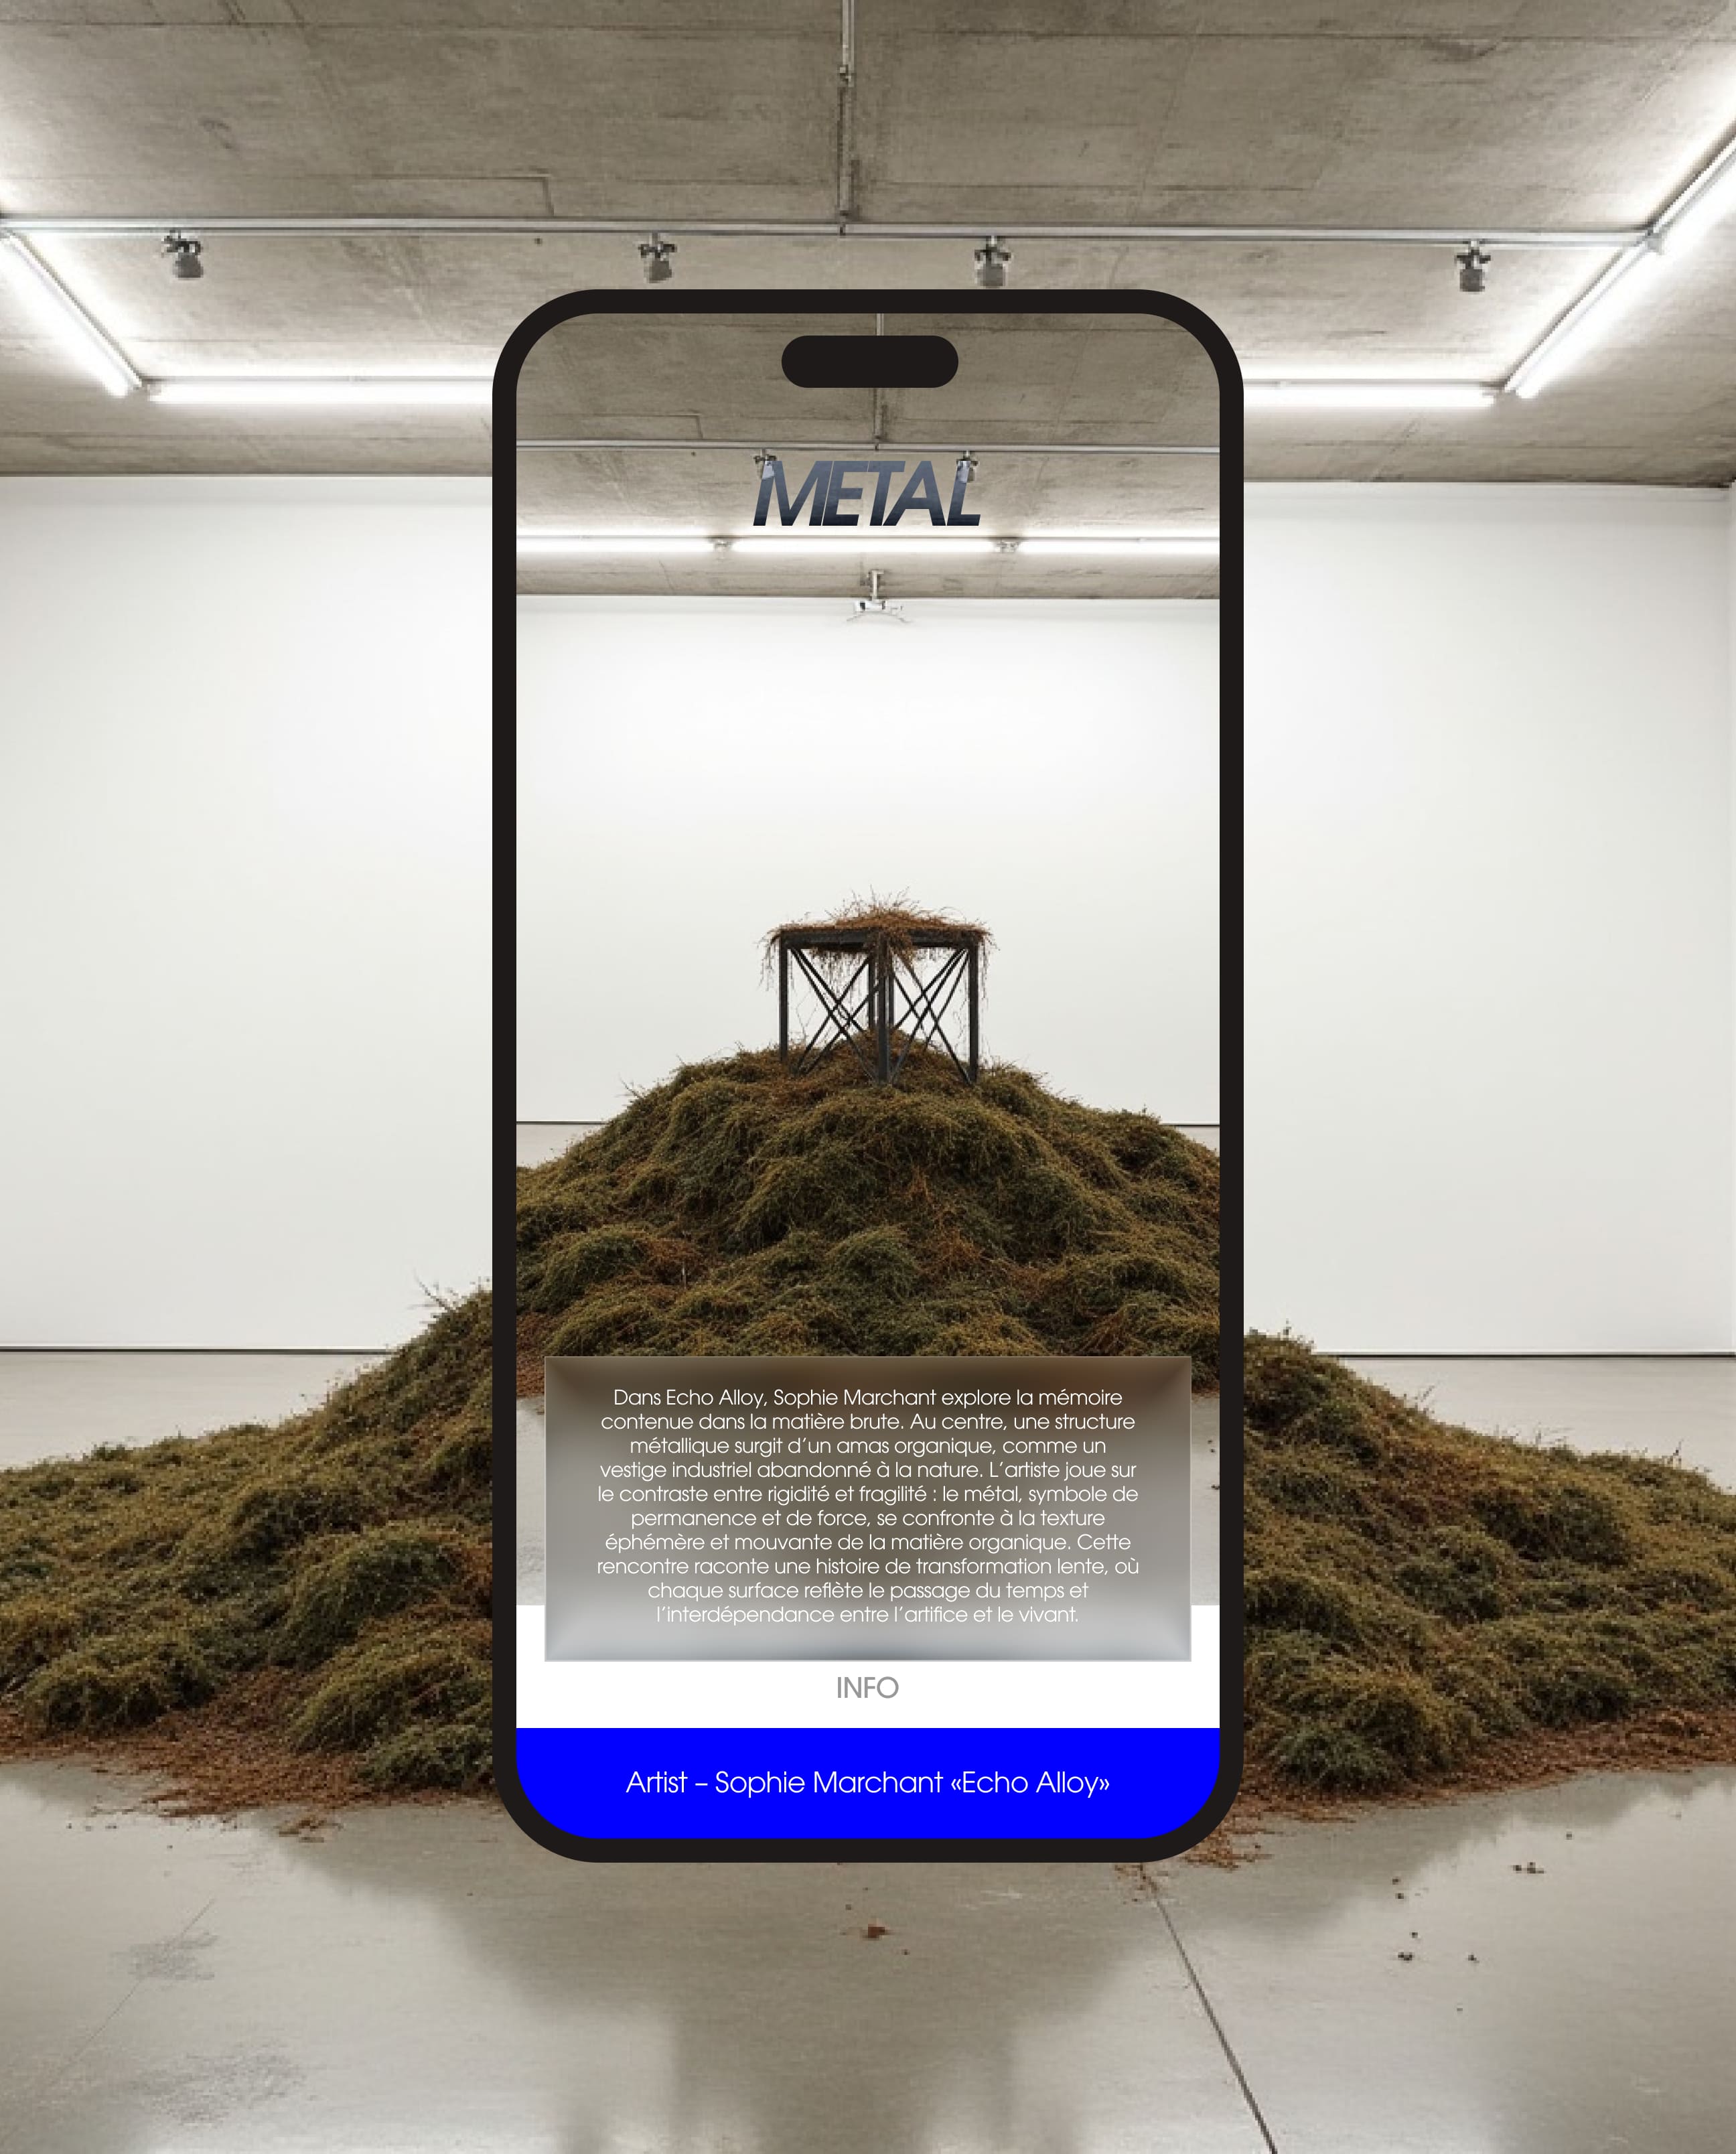 METAL
Dans Echo Alloy, Sophie Marchant explore la mémoire
contenue dans la matière brute. Au centre, une structure
métallique surgit d’un amas organique, comme un
vestige industriel abandonné à la nature. L’artiste joue sur
le contraste entre rigidité et fragilité : le métal, symbole de
permanence et de force, se confronte à la texture
éphémère et mouvante de la matière organique. Cette
rencontre raconte une histoire de transformation lente, où
chaque surface reflète le passage du temps et
l’interdépendance entre l’artifice et le vivant.
INFO
Artist – Sophie Marchant «Echo Alloy»